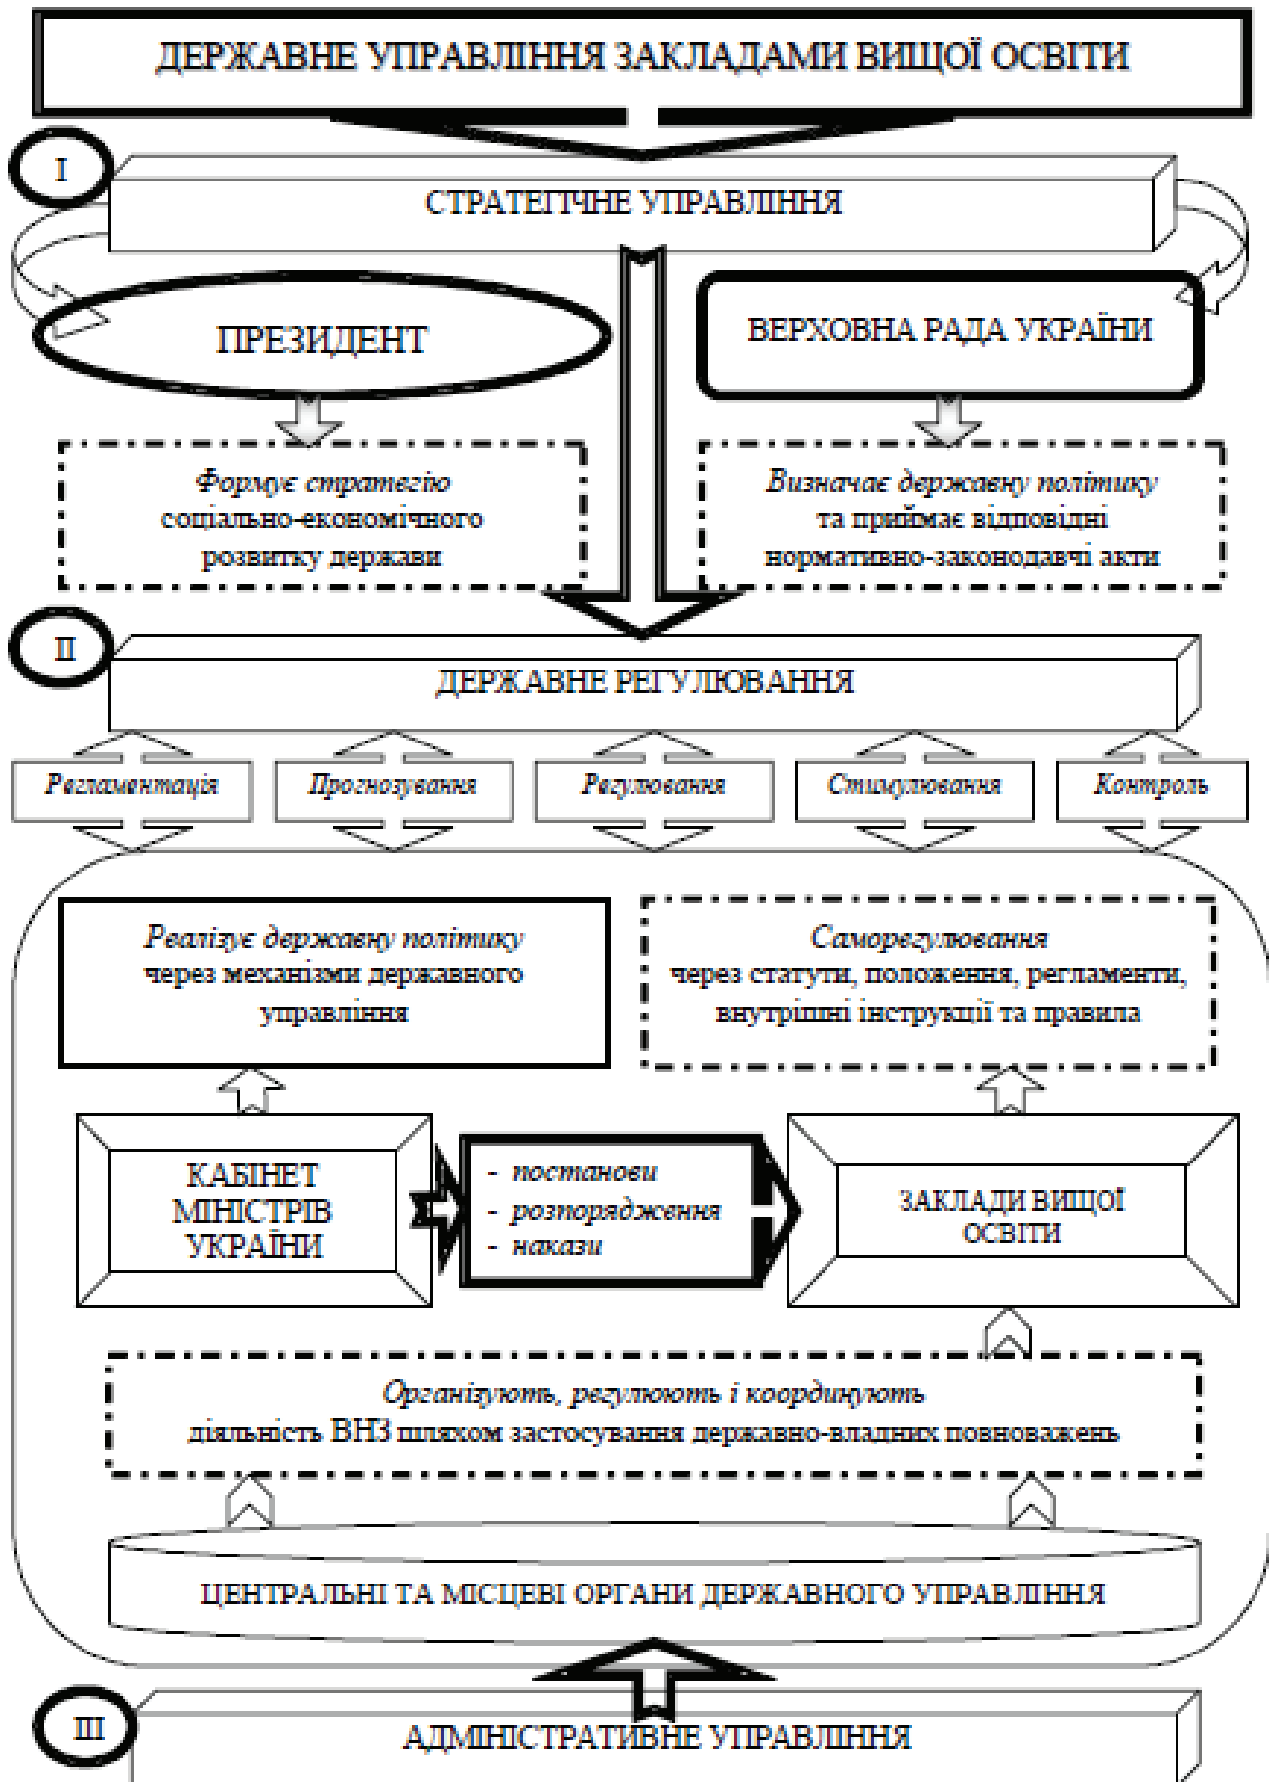 ДЕРЖАВНЕ УПРАВЛІННЯ ЗАКЛАДАМИ ВИЩОЇ ОСВІТИ
I
СТРАТЕГІЧНЕ УПРАВЛІННЯ
ПРЕЗИДЕНТ
ВЕРХОВНА РАДА УКРАЇНИ
Формує стратегію
соціально-економічного
розвитку держави
Визначає державну політику
та приймає відповідні
нормативно-законодавчі акти
II
ДЕРЖАВНЕ РЕГУЛЮВАННЯ
Регламентація
Прогнозування
Регулювання
Стимулювання
Контроль
Реалізує державну політику
через механізми державного
управління
Саморегулювання
через статути, положення, регламенти,
внутрішні інструкції та правила
КАБІНЕТ
МІНІСТРІВ
УКРАЇНИ
- постанови
- розпорядження
- накази
ЗАКЛАДИ ВИЩОЇ
ОСВІТИ
Організують, регулюють і координують
діяльність ВНЗ шляхом застосування державно-владних повноважень
ЦЕНТРАЛЬНІ ТА МІСЦЕВІ ОРГАНИ ДЕРЖАВНОГО УПРАВЛІННЯ
III
АДМІНІСТРАТИВНЕ УПРАВЛІННЯ